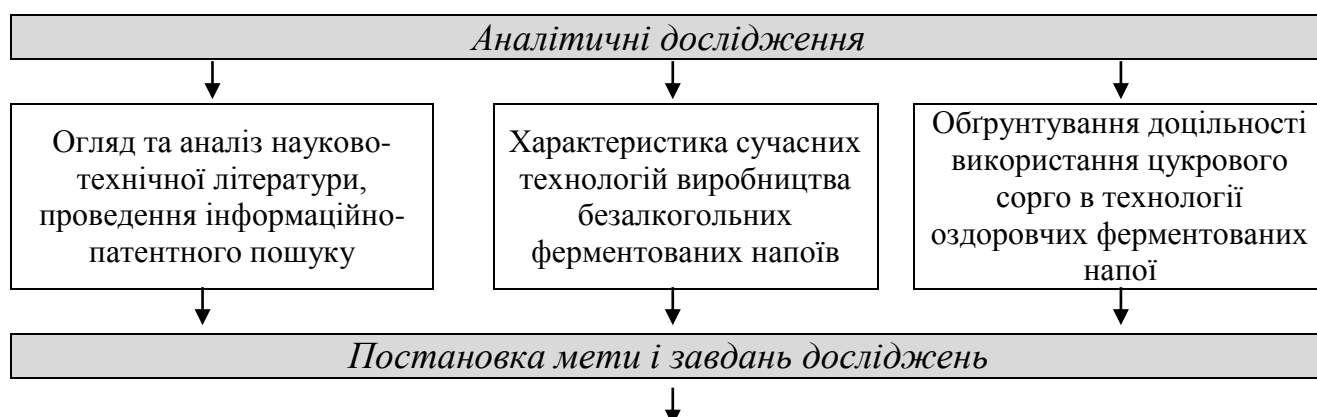 Аналітичні дослідження
Огляд та аналіз науково-
технічної літератури,
проведення інформаційно-
патентного пошуку
Характеристика сучасних
технологій виробництва
безалкогольних
ферментованих напоїв
Обґрунтування доцільності
використання цукрового
сорго в технології
оздоровчих ферментованих
напої
Постановка мети і завдань досліджень